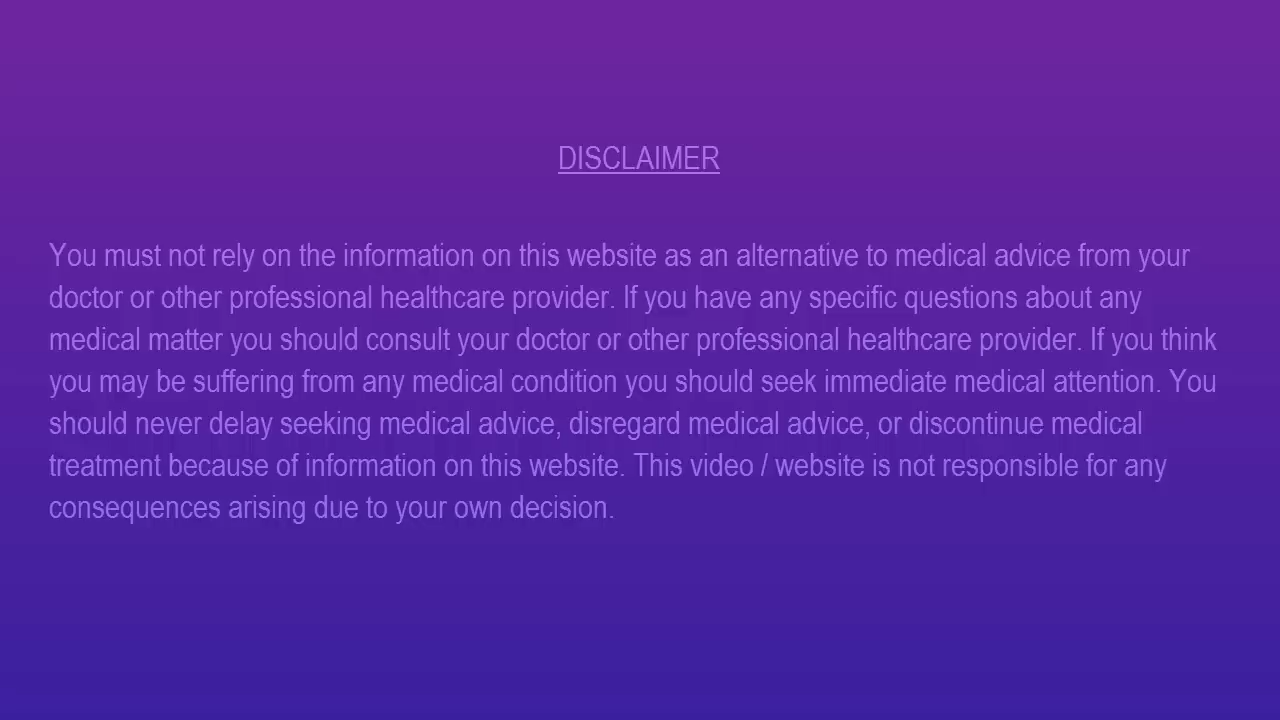 DISCLAIMER
You must not rely on the information on this website as an alternative to medical advice from your
doctor or other professional healthcare provider. If you have any specific questions about any
medical matter you should consult your doctor or other professional healthcare provider. If you think
you may be suffering from any medical condition you should seek immediate medical attention. You
should never delay seeking medical advice, disregard medical advice, or discontinue medical
treatment because of information on this website. This video / website is not responsible for any
consequences arising due to your own decision.